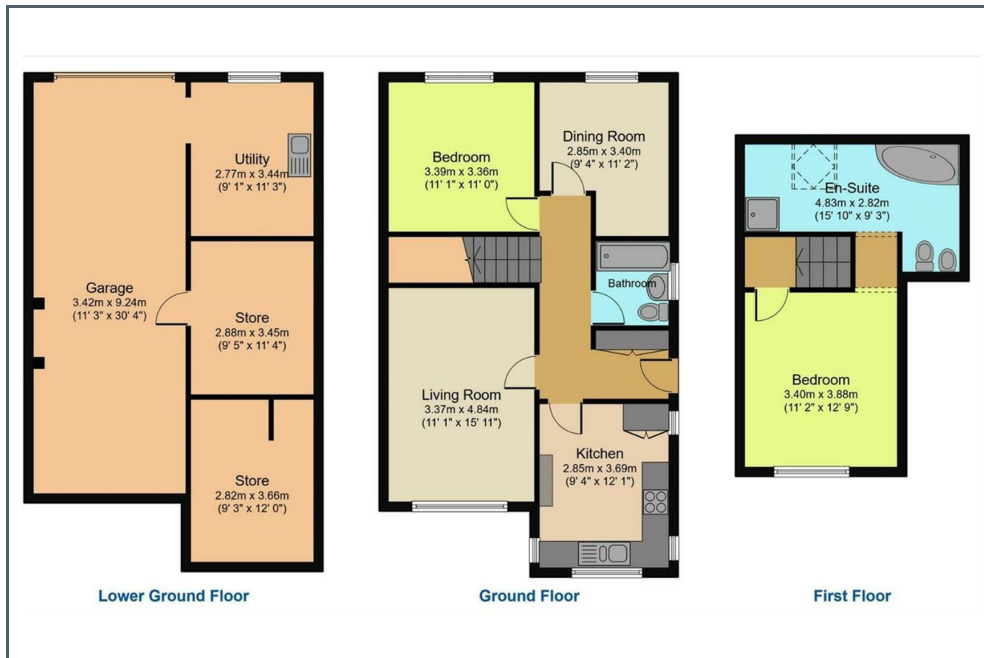 Utility
2.77m x 3.44m
(9' 1" x 11' 3")
Garage
3.42m x 9.24m
(11' 3" x 30' 4")
Store
2.88m x 3.45m
(9' 5" x 11' 4")
Store
2.82m x 3.66m
(9' 3" x 12' 0")
Lower Ground Floor
Bedroom
3.39m x 3.36m
(11' 1" x 11' 0")
Dining Room
2.85m x 3.40m
(9' 4" x 11' 2")
Bathroom
Living Room
3.37m x 4.84m
(11' 1" x 15' 11")
Kitchen
2.85m x 3.69m
(9' 4" x 12' 1")
Ground Floor
En-Suite
4.83m x 2.82m
(15' 10" x 9' 3")
Bedroom
3.40m x 3.88m
(11' 2" x 12' 9")
First Floor